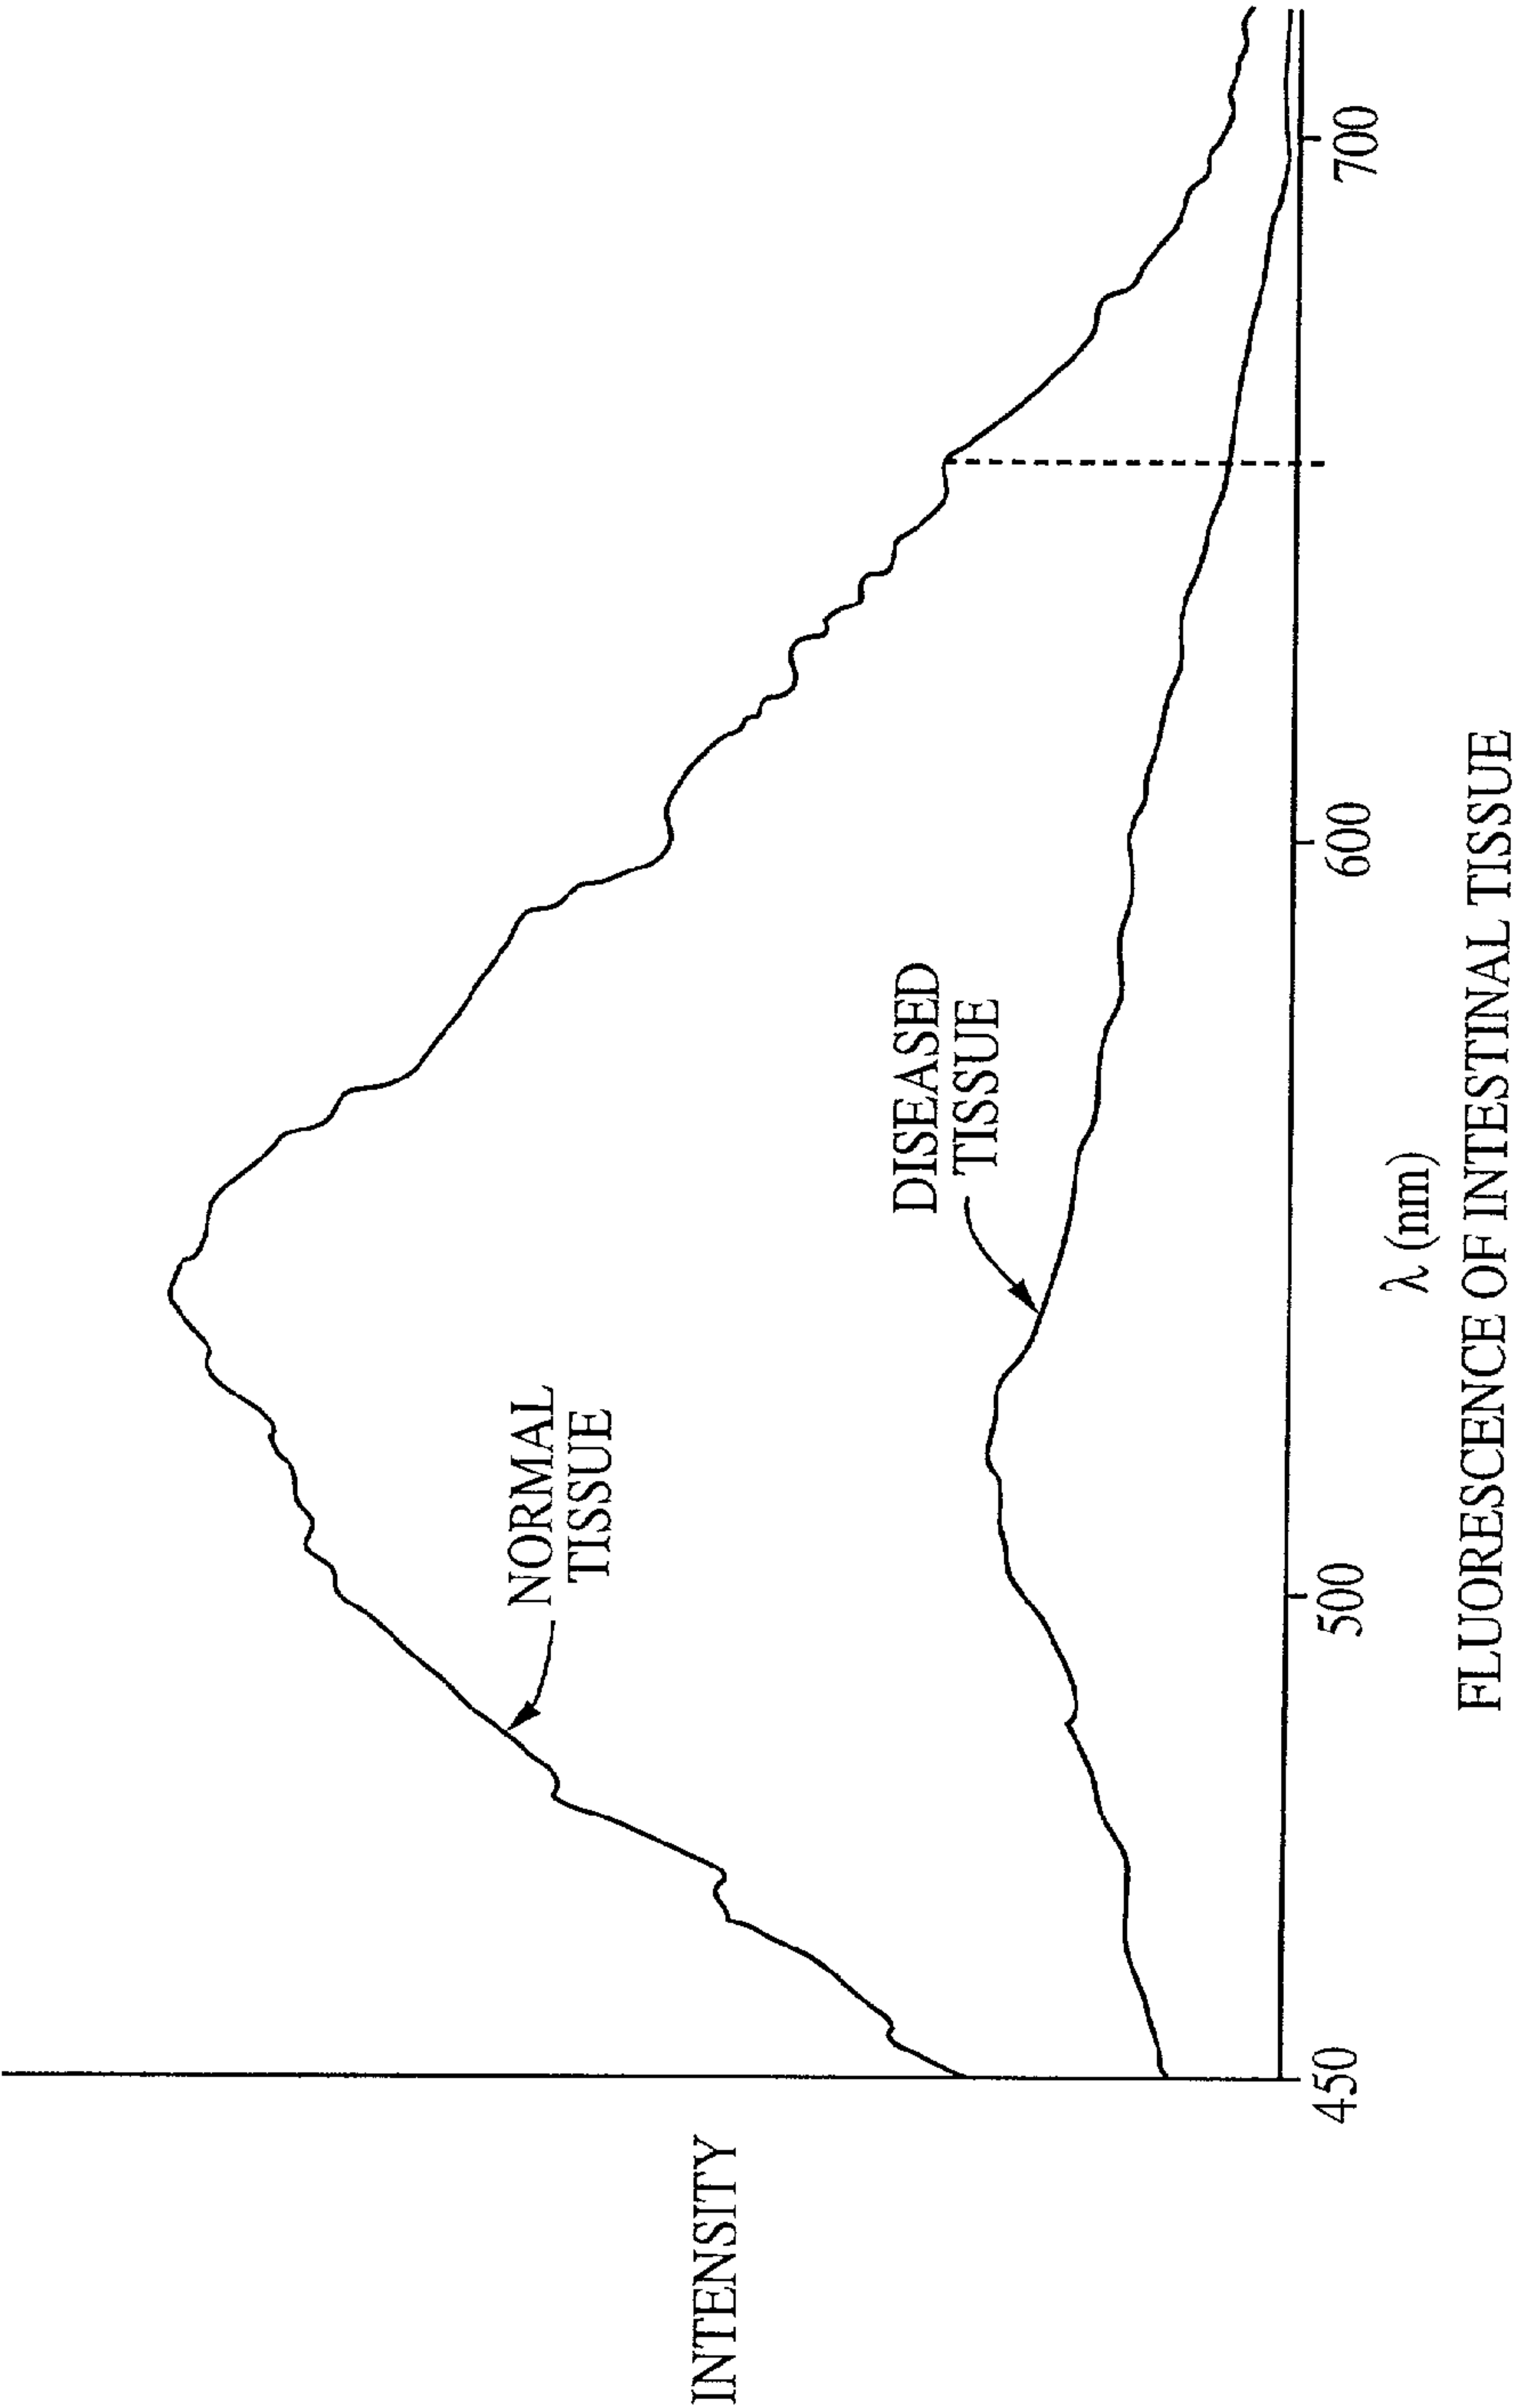 INTENSITY
NORMAL
TISSUE
DISEASED
TISSUE
450
500
600
700
λ (nm)
FLUORESCENCE OF INTESTINAL TISSUE